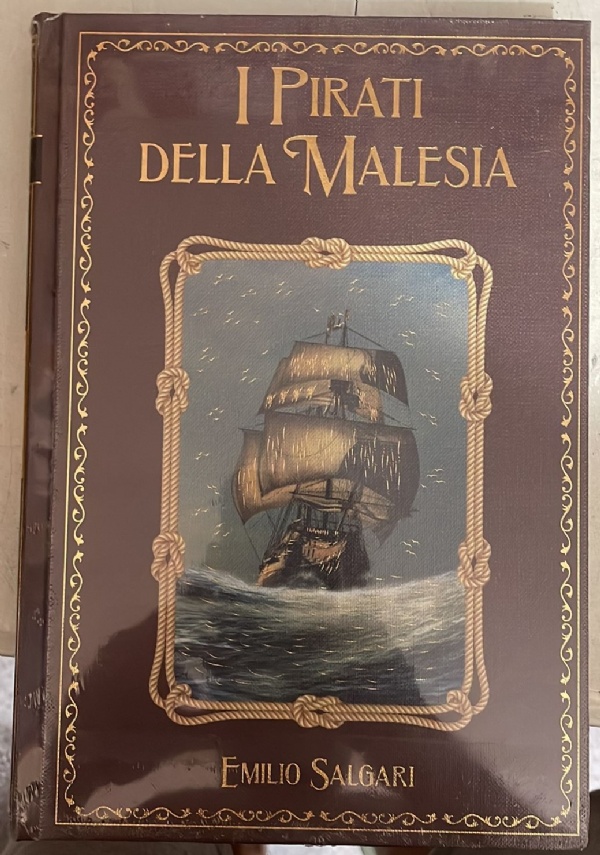 I Pirati
della Malesia
Emilio Salgari